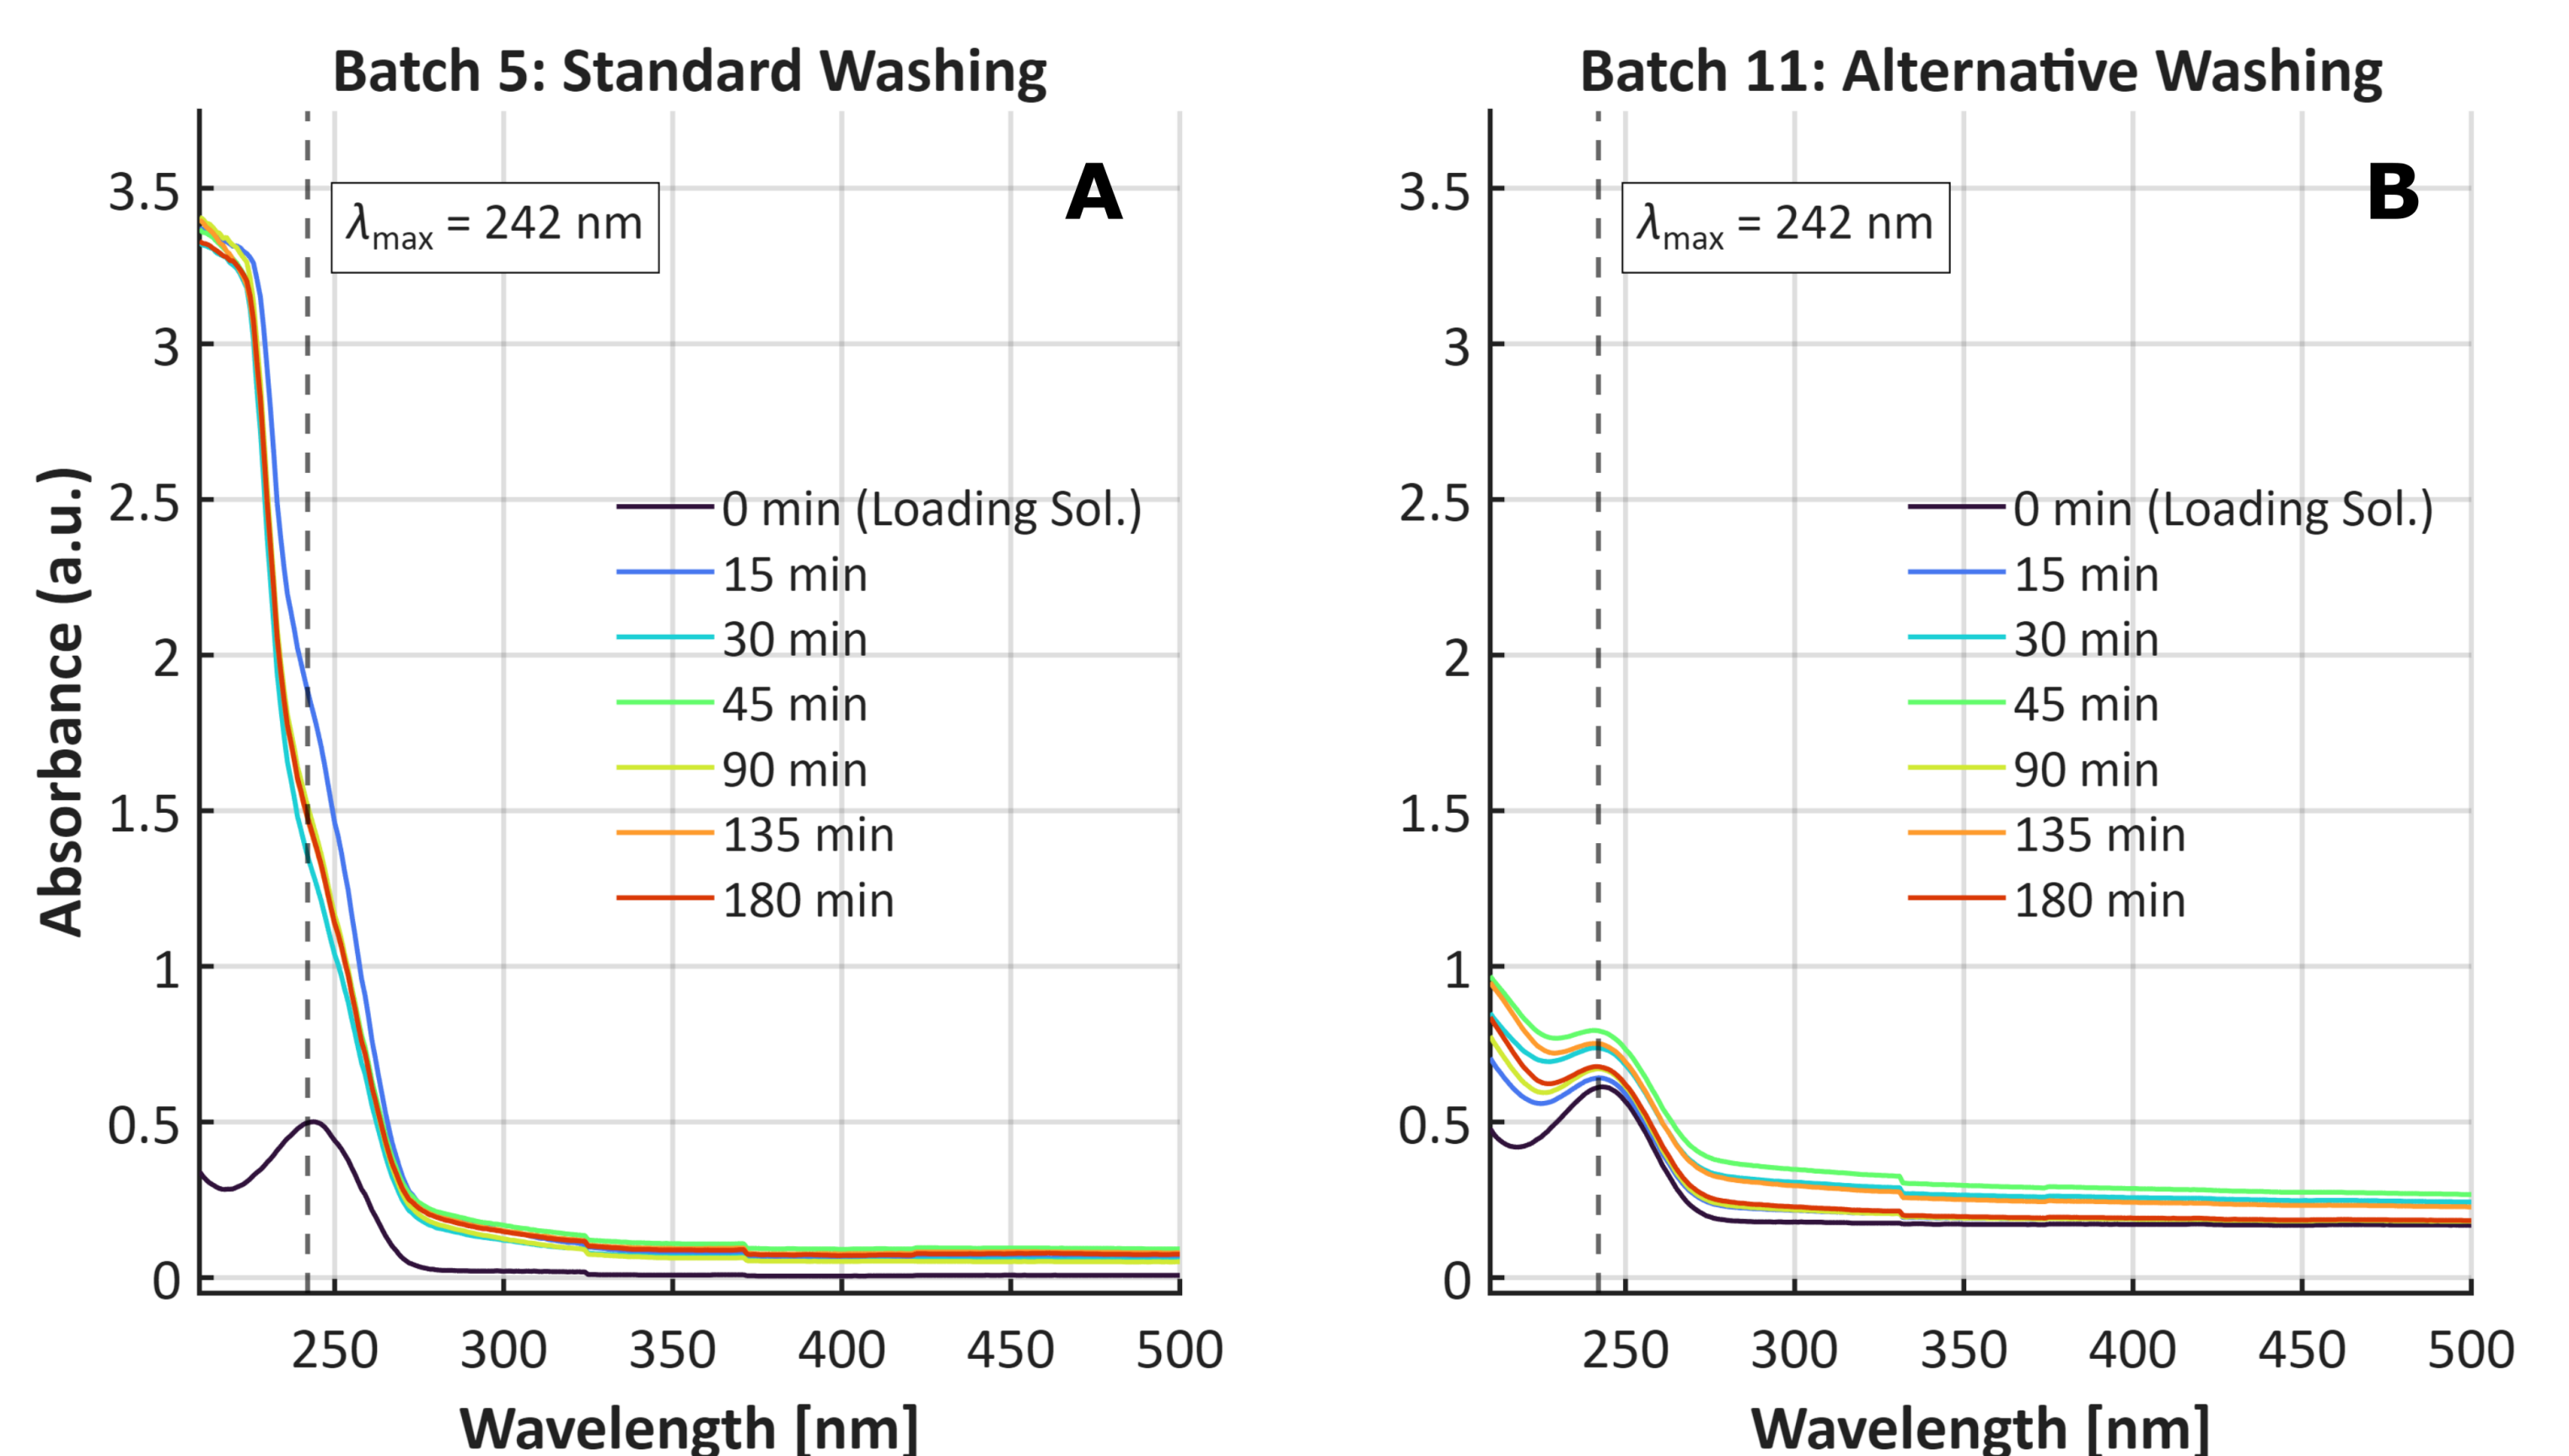 Batch 5: Standard Washing
A
λmax = 242 nm
3.5
3
2.5
2
1.5
1
0.5
0
Absorbance (a.u.)
0 min (Loading Sol.)
15 min
30 min
45 min
90 min
135 min
180 min
250 300 350 400 450 500
Wavelength [nm]
Batch 11: Alternative Washing
B
λmax = 242 nm
3.5
3
2.5
2
1.5
1
0.5
0
0 min (Loading Sol.)
15 min
30 min
45 min
90 min
135 min
180 min
250 300 350 400 450 500
Wavelength [nm]